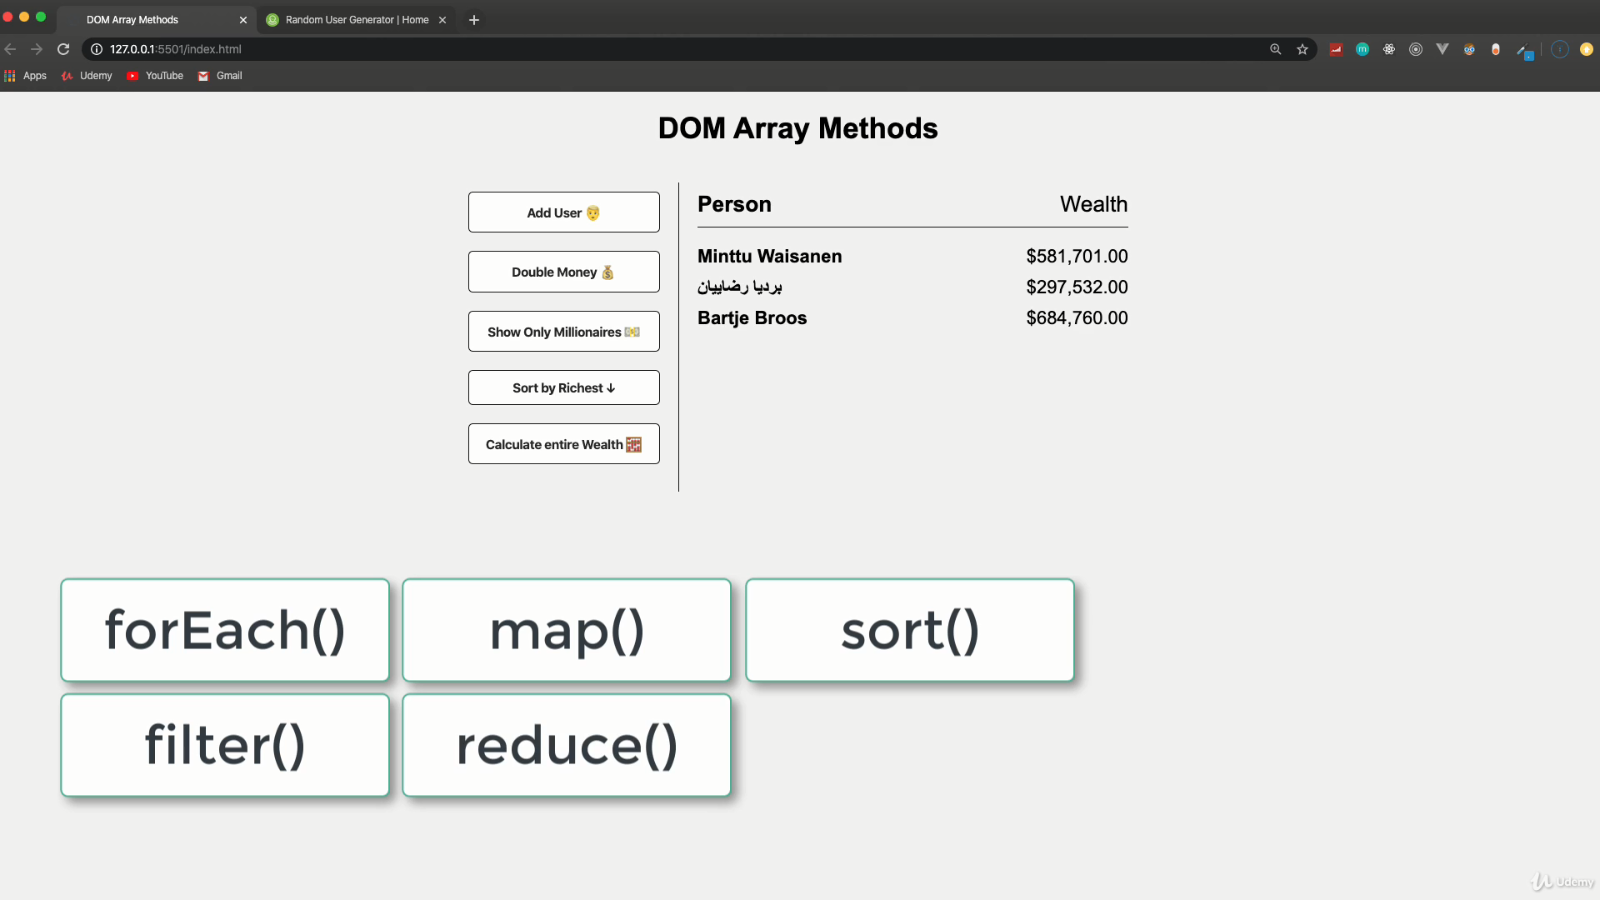 DOM Array Methods
Random User Generator | Home
127.0.0.1:5501/index.html
Apps
Udemy
YouTube
Gmail
DOM Array Methods
Add User
Double Money
Show Only Millionaires
Sort by Richest ↓
Calculate entire Wealth
Person Wealth
Minttu Waisanen $581,701.00
بردیا رضاییان $297,532.00
Bartje Broos $684,760.00
forEach() map() sort()
filter() reduce()
Udemy